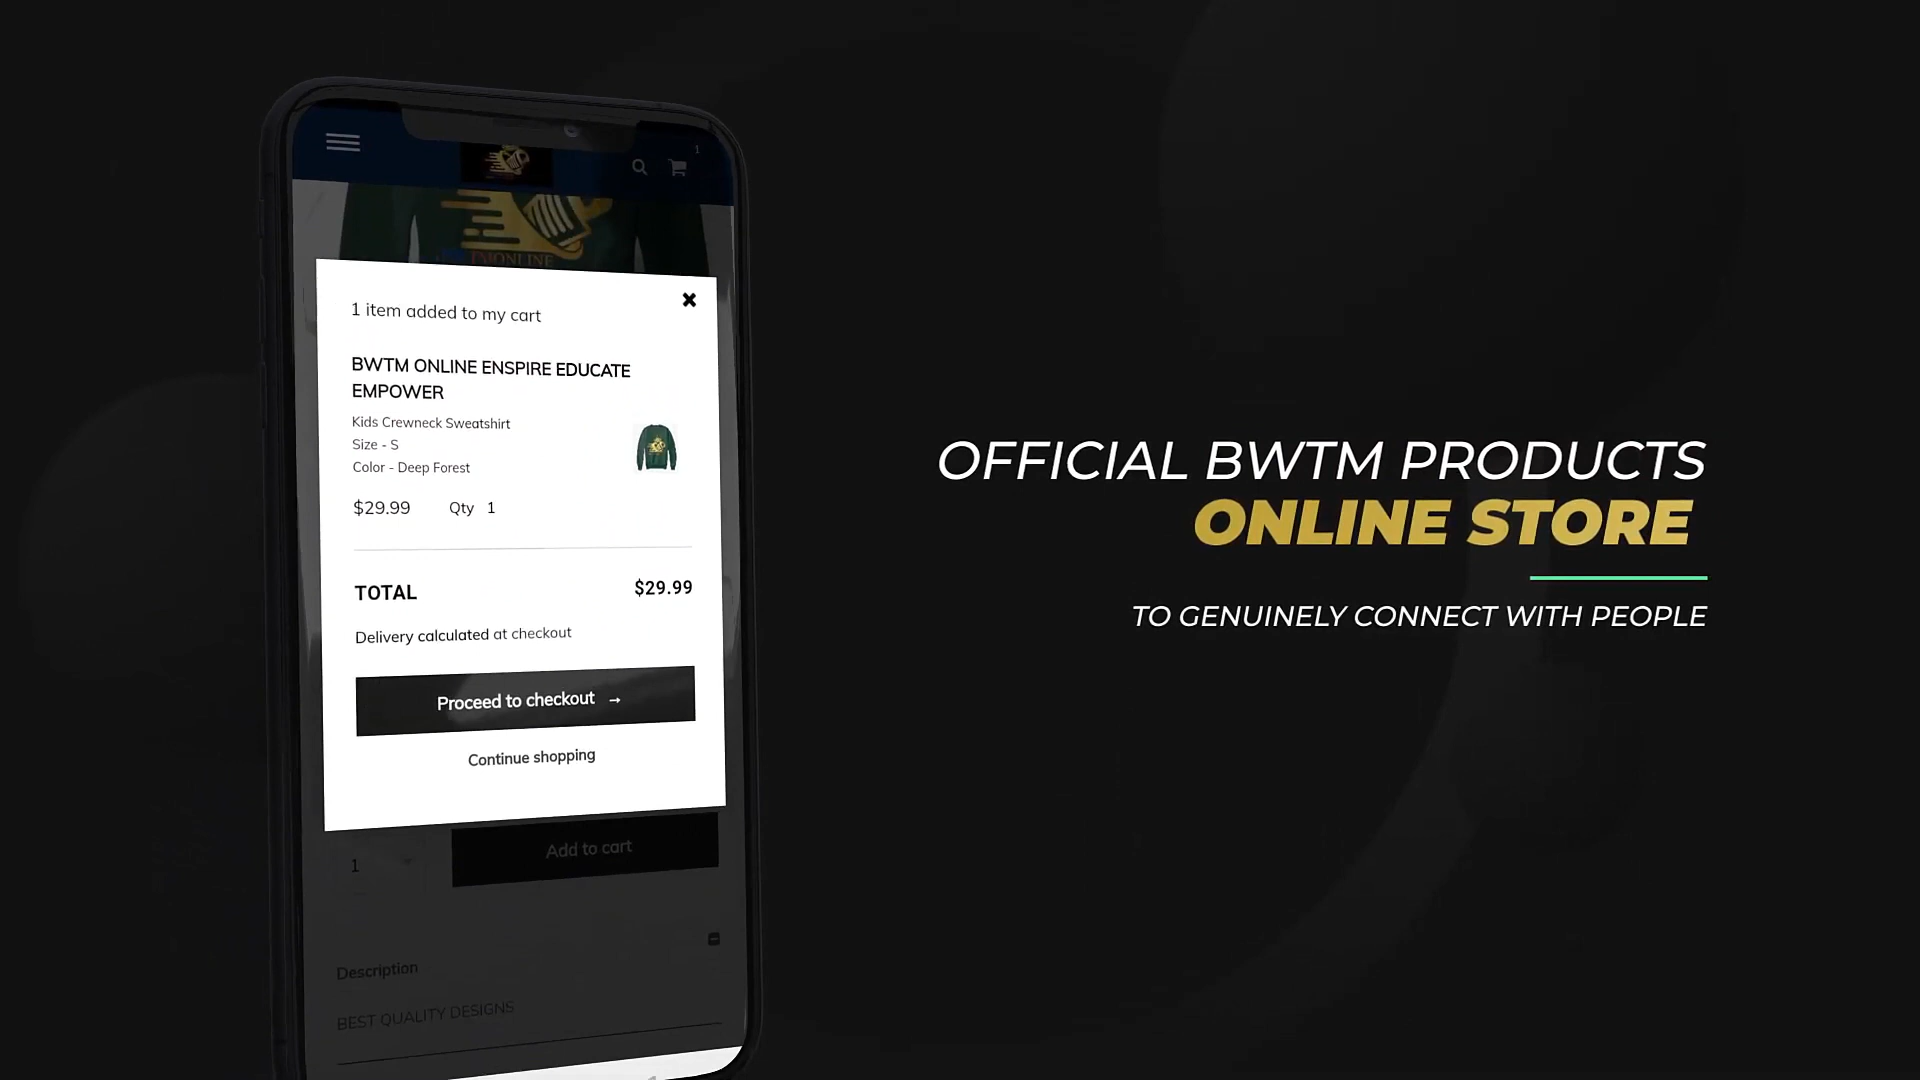 1
TMONLINE
1 item added to my cart
BWTM ONLINE ENSPIRE EDUCATE
EMPOWER
Kids Crewneck Sweatshirt
Size - S
Color - Deep Forest
$29.99 Qty 1
TOTAL $29.99
Delivery calculated at checkout
Proceed to checkout →
Continue shopping
1 Add to cart
Description
BEST QUALITY DESIGNS
OFFICIAL BWTM PRODUCTS
ONLINE STORE
TO GENUINELY CONNECT WITH PEOPLE